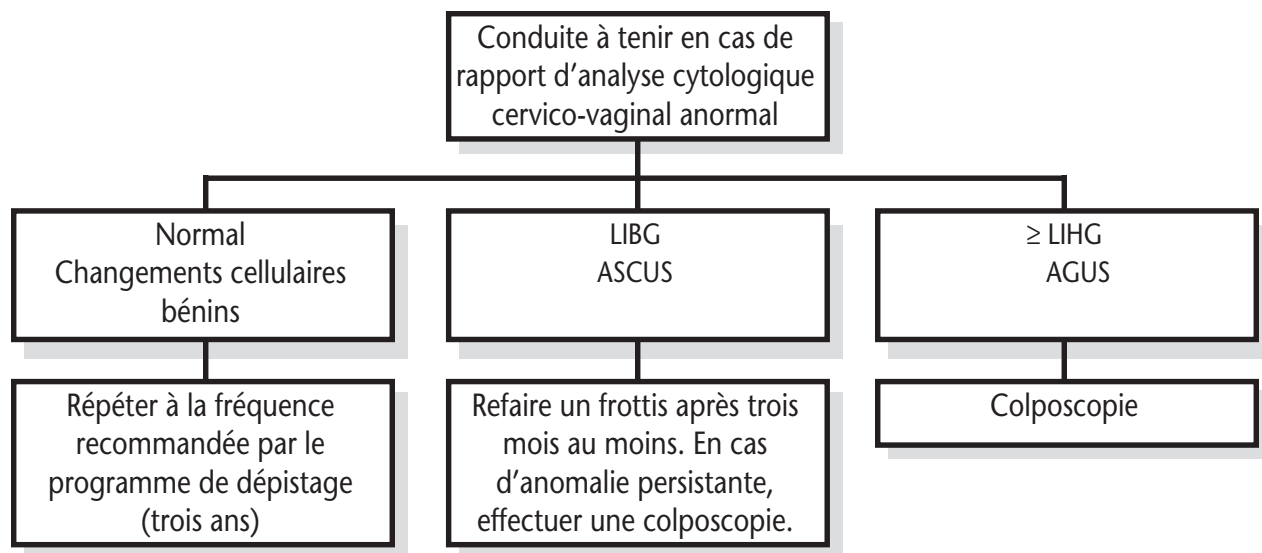 Conduite à tenir en cas de
rapport d’analyse cytologique
cervico-vaginal anormal
Normal
Changements cellulaires
bénins
LIBG
ASCUS
≥ LIHG
AGUS
Répéter à la fréquence
recommandée par le
programme de dépistage
(trois ans)
Refaire un frottis après trois
mois au moins. En cas
d’anomalie persistante,
effectuer une colposcopie.
Colposcopie